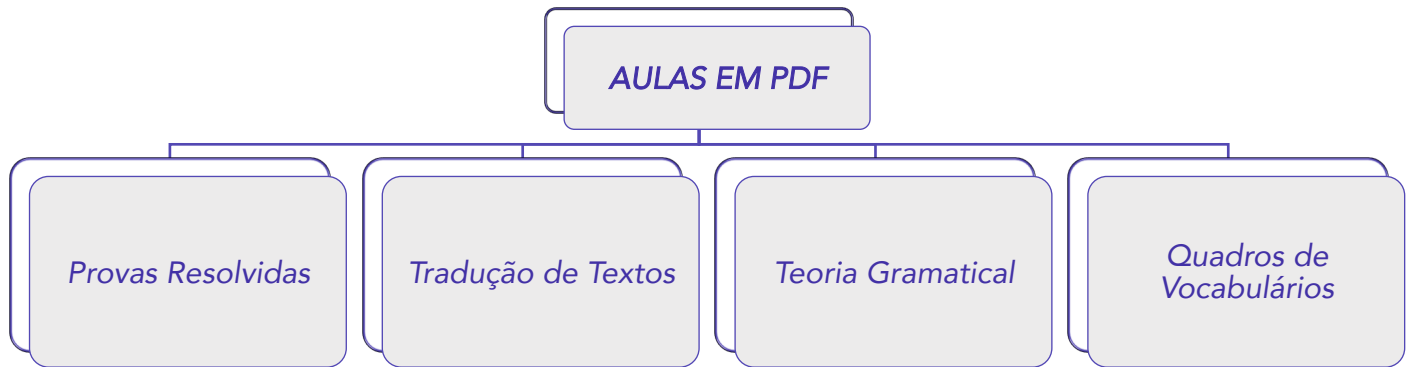 AULAS EM PDF
Provas Resolvidas
Tradução de Textos
Teoria Gramatical
Quadros de
Vocabulários